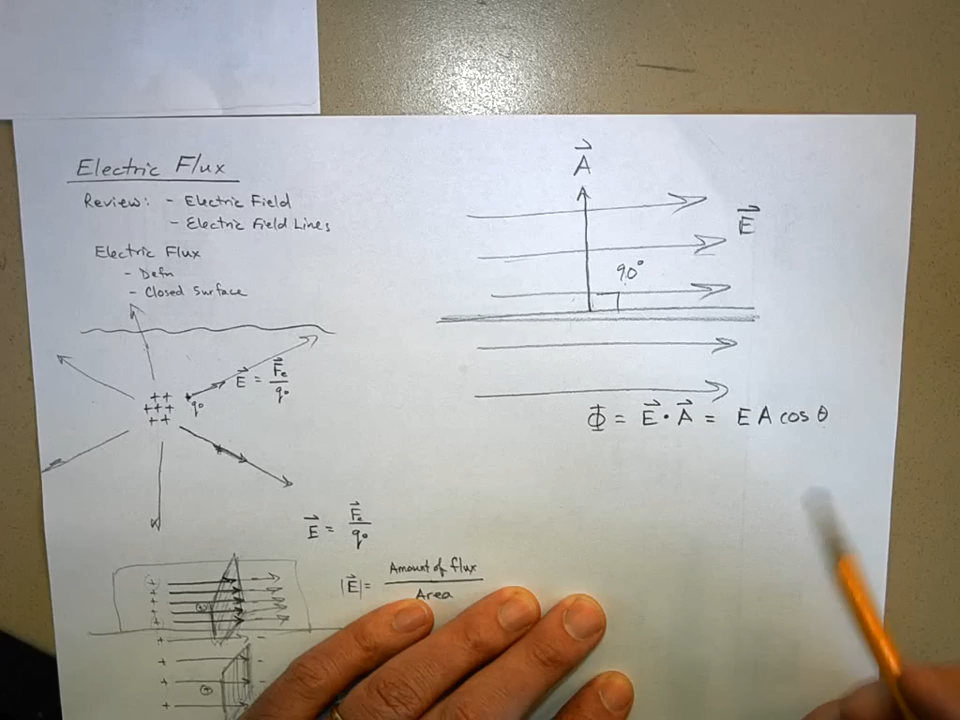 Electric Flux
Review: - Electric Field
- Electric Field Lines
Electric Flux
- Defn
- Closed Surface
E⃗ = F⃗e/q₀
q₀
++
+++
++
E⃗ = F⃗e/q₀
|E⃗| = Amount of flux / Area
+
+
+
+
+
+ -
+ -
+ -
+
A⃗
E⃗
90°
Φ = E⃗ · A⃗ = E A cos θ